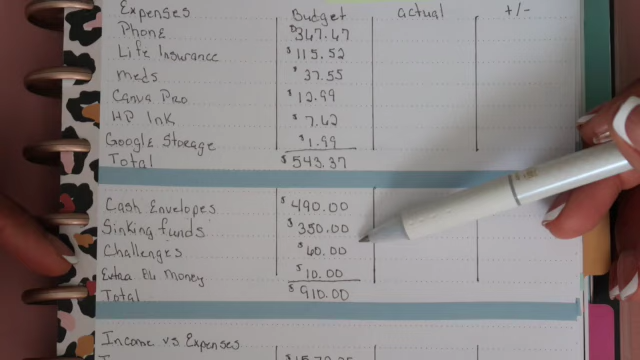 Expenses Budget actual +/-
Phone $367.67
Life Insurance $115.52
meds $37.55
Canva Pro $12.99
HP Ink $7.62
Google Storage $1.99
Total $543.37
Cash Envelopes $490.00
Sinking funds $350.00
Challenges $60.00
Extra Money $10.00
Total $910.00
Income vs Expenses